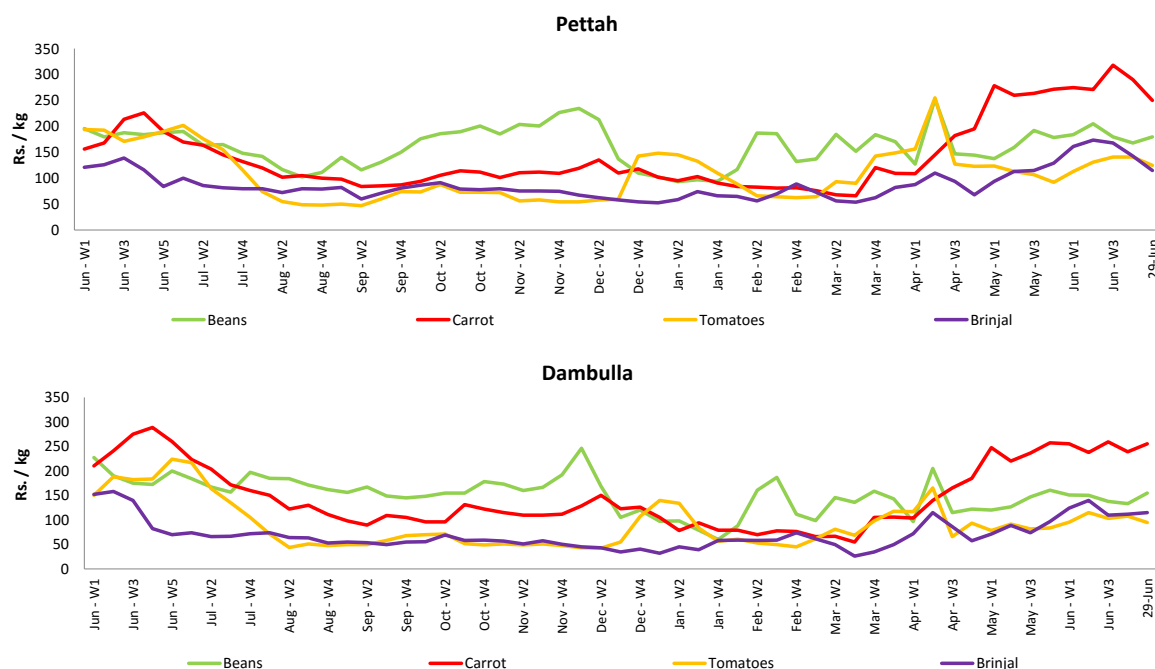 Pettah
350
300
250
200
150
100
50
0
Rs. / kg
Jun - W1
Jun - W3
Jun - W5
Jul - W2
Jul - W4
Aug - W2
Aug - W4
Sep - W2
Sep - W4
Oct - W2
Oct - W4
Nov - W2
Nov - W4
Dec - W2
Dec - W4
Jan - W2
Jan - W4
Feb - W2
Feb - W4
Mar - W2
Mar - W4
Apr - W1
Apr - W3
May - W1
May - W3
Jun - W1
Jun - W3
29-Jun
Beans Carrot Tomatoes Brinjal
Dambulla
350
300
250
200
150
100
50
0
Rs. / kg
Jun - W1
Jun - W3
Jun - W5
Jul - W2
Jul - W4
Aug - W2
Aug - W4
Sep - W2
Sep - W4
Oct - W2
Oct - W4
Nov - W2
Nov - W4
Dec - W2
Dec - W4
Jan - W2
Jan - W4
Feb - W2
Feb - W4
Mar - W2
Mar - W4
Apr - W1
Apr - W3
May - W1
May - W3
Jun - W1
Jun - W3
29-Jun
Beans Carrot Tomatoes Brinjal